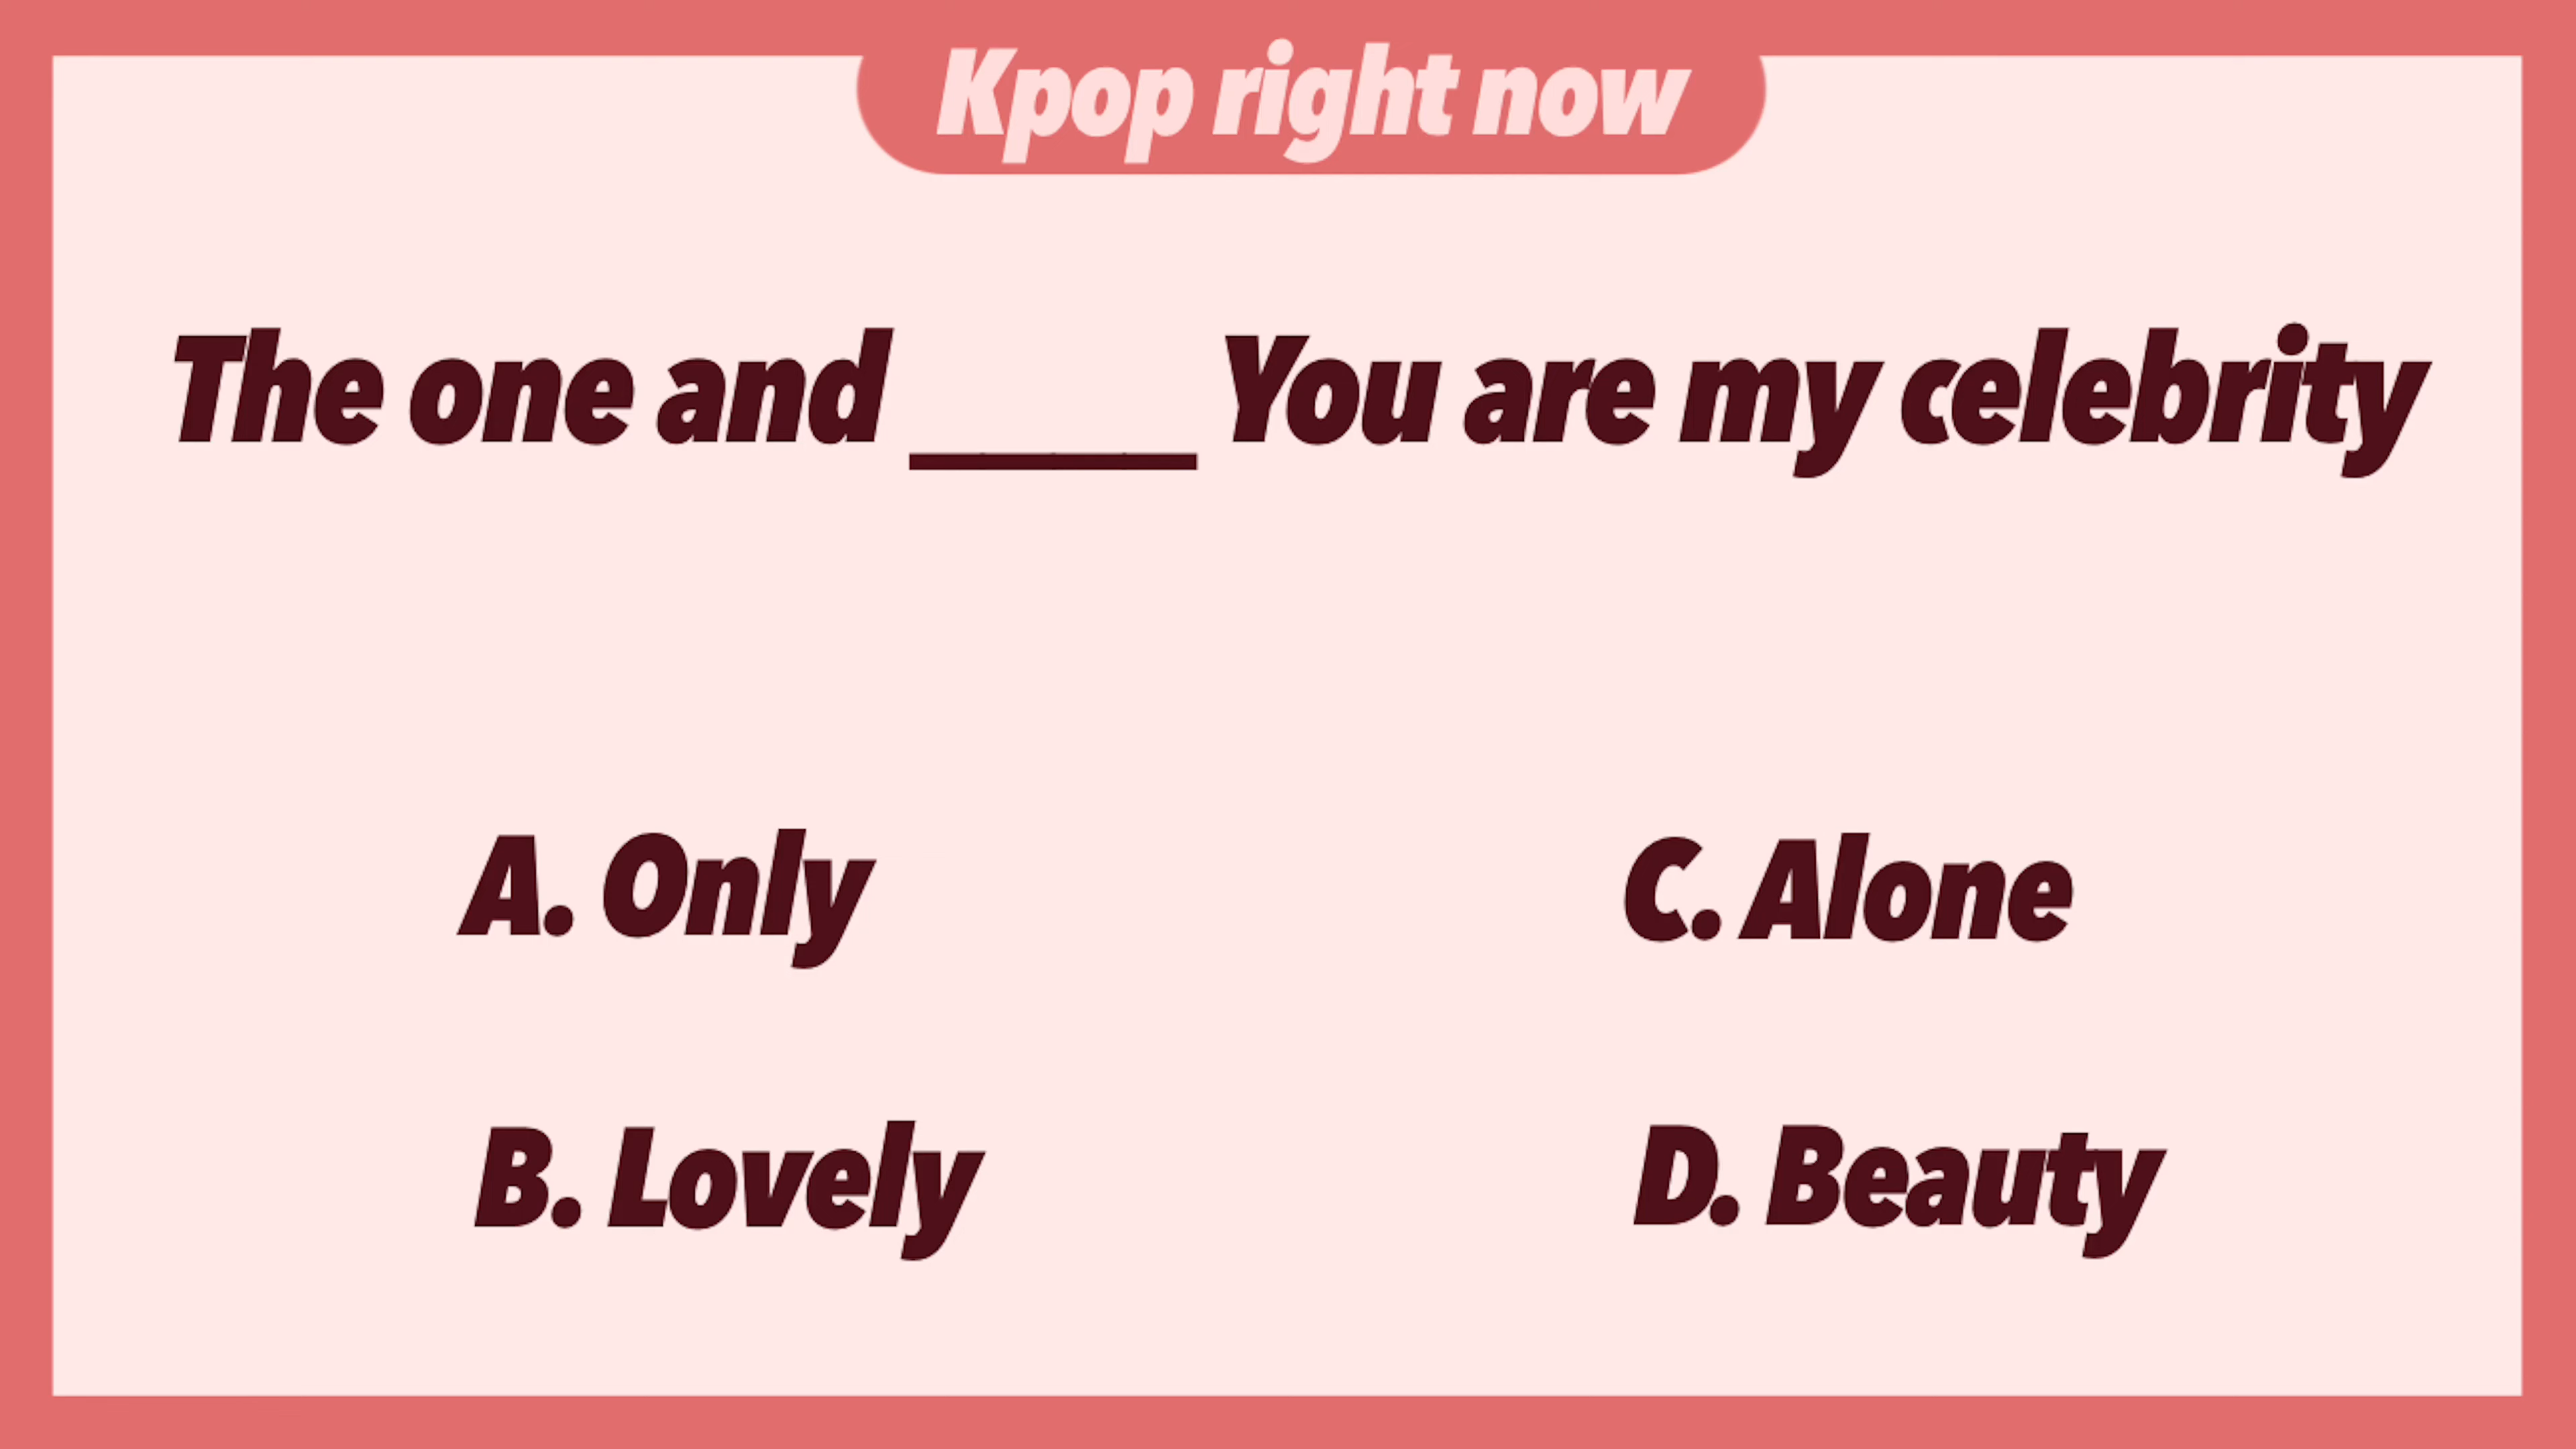 Kpop right now
The one and ____ You are my celebrity
A. Only
C. Alone
B. Lovely
D. Beauty